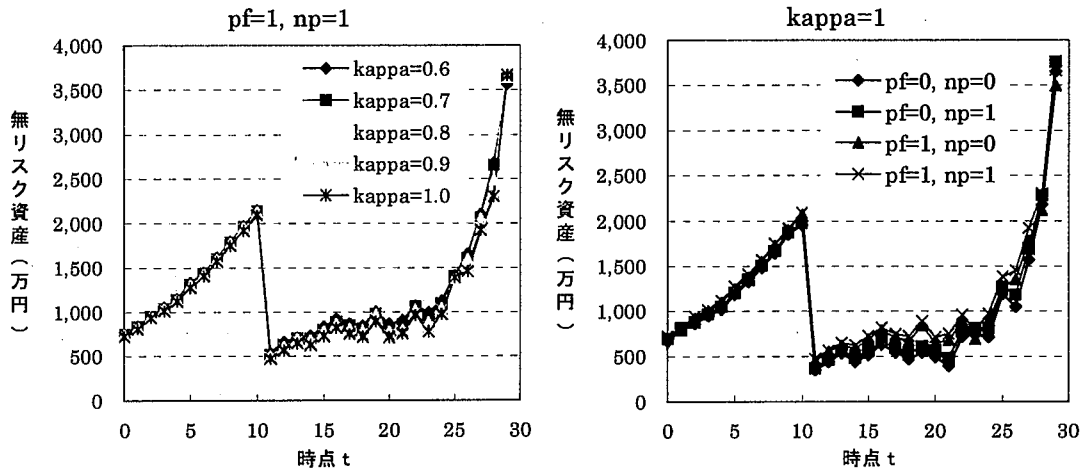 pf=1, np=1
4,000
3,500
3,000
2,500
2,000
1,500
1,000
500
0
無リスク資産(万円)
kappa=0.6
kappa=0.7
kappa=0.8
kappa=0.9
kappa=1.0
0 5 10 15 20 25 30
時点 t
kappa=1
4,000
3,500
3,000
2,500
2,000
1,500
1,000
500
0
無リスク資産(万円)
pf=0, np=0
pf=0, np=1
pf=1, np=0
pf=1, np=1
0 5 10 15 20 25 30
時点 t